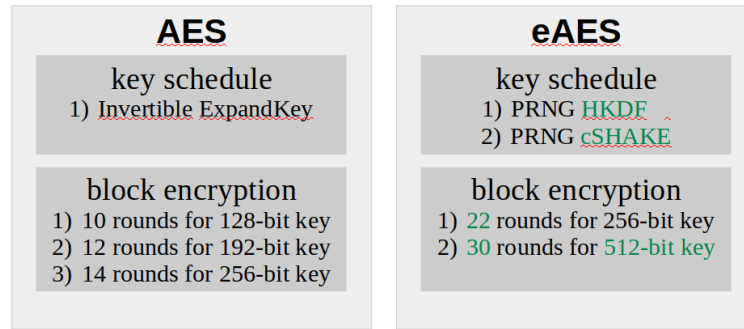 AES
key schedule
1) Invertible ExpandKey
block encryption
1) 10 rounds for 128-bit key
2) 12 rounds for 192-bit key
3) 14 rounds for 256-bit key
eAES
key schedule
1) PRNG HKDF
2) PRNG cSHAKE
block encryption
1) 22 rounds for 256-bit key
2) 30 rounds for 512-bit key